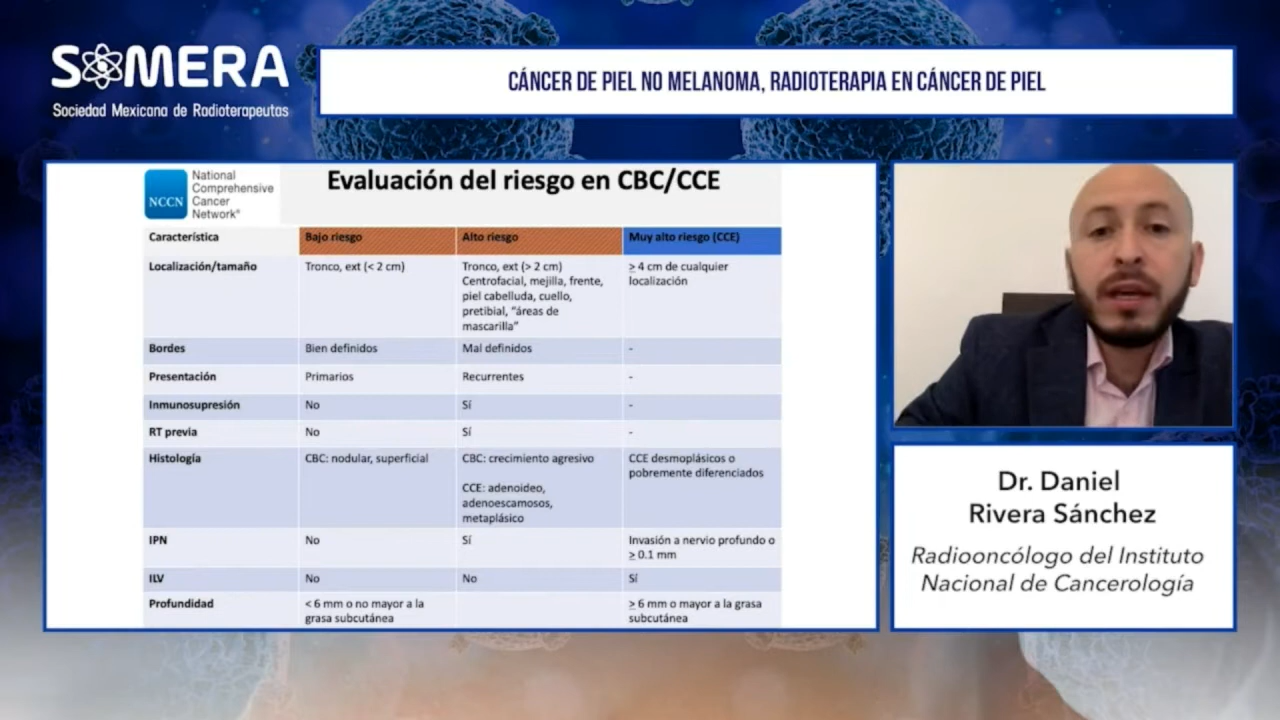 SOMERA
Sociedad Mexicana de Radioterapeutas
CÁNCER DE PIEL NO MELANOMA, RADIOTERAPIA EN CÁNCER DE PIEL
NCCN
National
Comprehensive
Cancer
Network®
Evaluación del riesgo en CBC/CCE
Característica
Bajo riesgo
Alto riesgo
Muy alto riesgo (CCE)
Localización/tamaño
Tronco, ext (< 2 cm)
Tronco, ext (> 2 cm)
Centrofacial, mejilla, frente,
piel cabelluda, cuello,
pretibial, "áreas de
mascarilla"
≥ 4 cm de cualquier
localización
Bordes
Bien definidos
Mal definidos
-
Presentación
Primarios
Recurrentes
-
Inmunosupresión
No
Sí
-
RT previa
No
Sí
-
Histología
CBC: nodular, superficial
CBC: crecimiento agresivo
CCE: adenoideo,
adenoescamosos,
metaplásico
CCE desmoplásicos o
pobremente diferenciados
IPN
No
Sí
Invasión a nervio profundo o
≥ 0.1 mm
ILV
No
No
Sí
Profundidad
< 6 mm o no mayor a la
grasa subcutánea
≥ 6 mm o mayor a la grasa
subcutánea
Dr. Daniel
Rivera Sánchez
Radiooncólogo del Instituto
Nacional de Cancerología